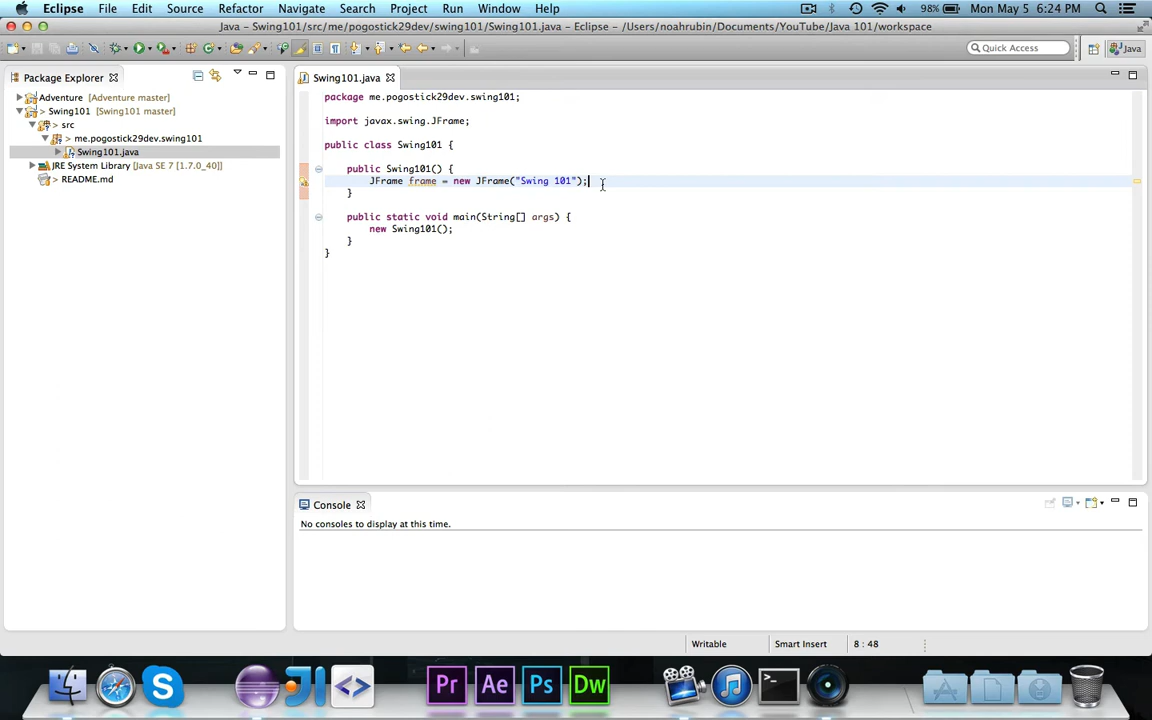 Eclipse File Edit Source Refactor Navigate Search Project Run Window Help 98% Mon May 5 6:24 PM
Java – Swing101/src/me/pogostick29dev/swing101/Swing101.java – Eclipse – /Users/noahrubin/Documents/YouTube/Java 101/workspace
Quick Access Java
Package Explorer
Adventure [Adventure master]
> Swing101 [Swing101 master]
> src
> me.pogostick29dev.swing101
> Swing101.java
JRE System Library [Java SE 7 [1.7.0_40]]
> README.md
Swing101.java
package me.pogostick29dev.swing101;
import javax.swing.JFrame;
public class Swing101 {
public Swing101() {
JFrame frame = new JFrame("Swing 101");
}
public static void main(String[] args) {
new Swing101();
}
}
Console
No consoles to display at this time.
Writable Smart Insert 8 : 48
S JI <> Pr Ae Ps Dw >_